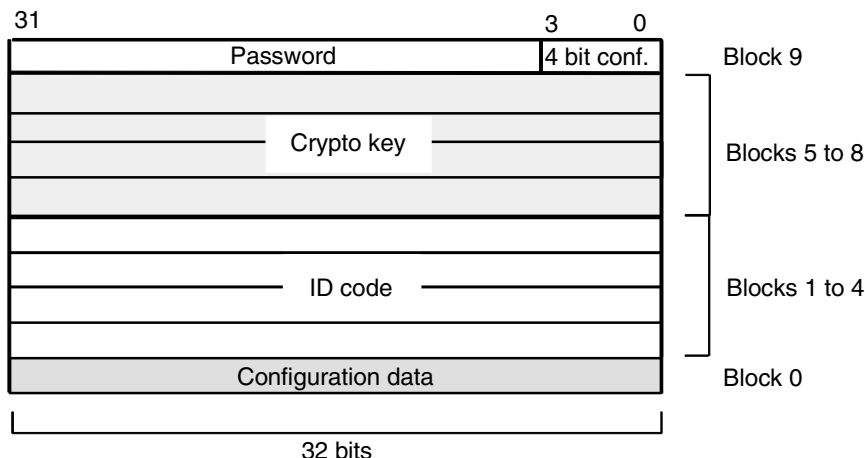 31 3 0
Password 4 bit conf. Block 9
Crypto key Blocks 5 to 8
ID code Blocks 1 to 4
Configuration data Block 0
32 bits